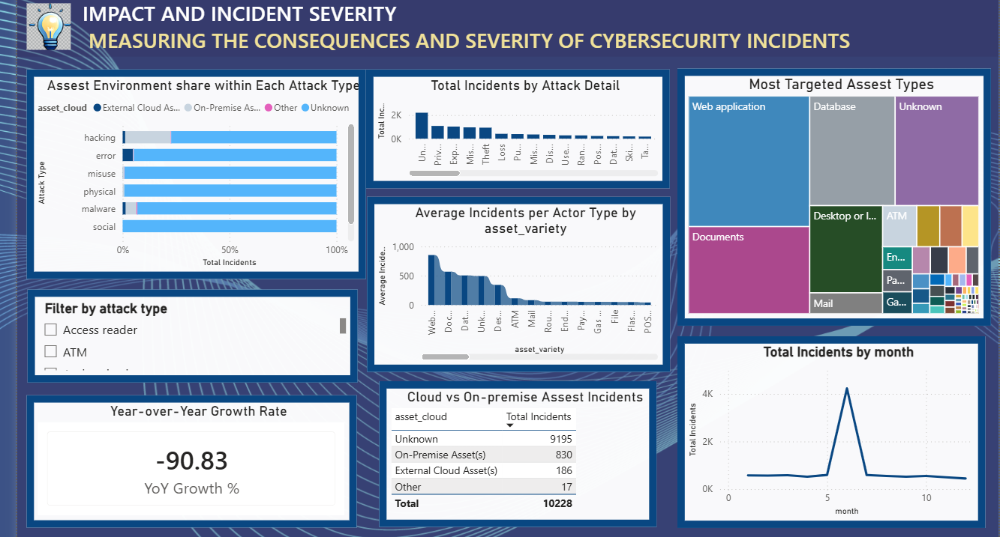 IMPACT AND INCIDENT SEVERITY
MEASURING THE CONSEQUENCES AND SEVERITY OF CYBERSECURITY INCIDENTS
Assest Environment share within Each Attack Type
asset_cloud External Cloud As... On-Premise As... Other Unknown
Attack Type
hacking
error
misuse
physical
malware
social
0% 50% 100%
Total Incidents
Filter by attack type
Access reader
ATM
Year-over-Year Growth Rate
-90.83
YoY Growth %
Total Incidents by Attack Detail
Total Inc...
2K
0K
Un... Priv... Exp... Mis... Theft Loss Pu... Mis... Dis... Use... Ran... Pos... Dat... Ski... Ta...
Average Incidents per Actor Type by
asset_variety
Average Incide...
1,000
500
0
Web... Doc... Dat... Unk... Des... ATM Mail Rou... End... Pay... Gas ... File Flas... POS...
asset_variety
Cloud vs On-premise Assest Incidents
asset_cloud Total Incidents
Unknown 9195
On-Premise Asset(s) 830
External Cloud Asset(s) 186
Other 17
Total 10228
Most Targeted Assest Types
Web application
Database
Unknown
Documents
Desktop or l...
ATM
En...
Pa...
Mail
Ga...
Total Incidents by month
Total Incidents
4K
2K
0K
0 5 10
month